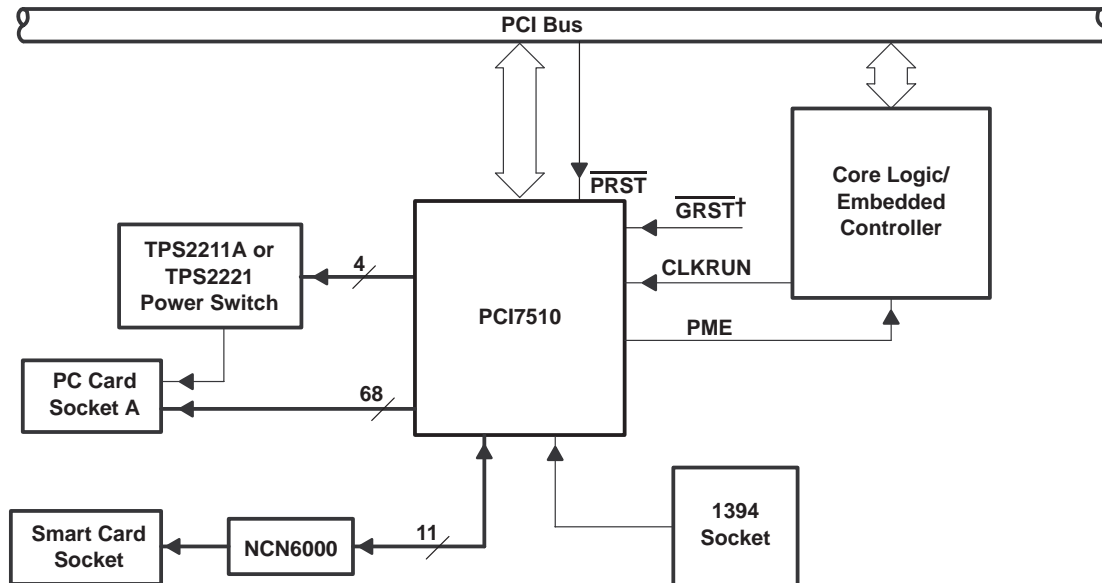 PCI Bus
PRST
GRST†
Core Logic/
Embedded
Controller
TPS2211A or
TPS2221
Power Switch
4
CLKRUN
PCI7510
PME
PC Card
Socket A
68
Smart Card
Socket
NCN6000
11
1394
Socket